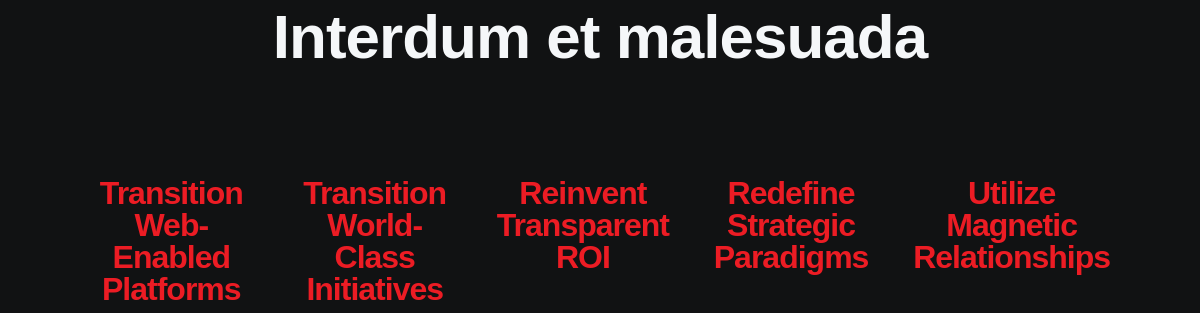 Interdum et malesuada
Transition
Web-
Enabled
Platforms
Transition
World-
Class
Initiatives
Reinvent
Transparent
ROI
Redefine
Strategic
Paradigms
Utilize
Magnetic
Relationships